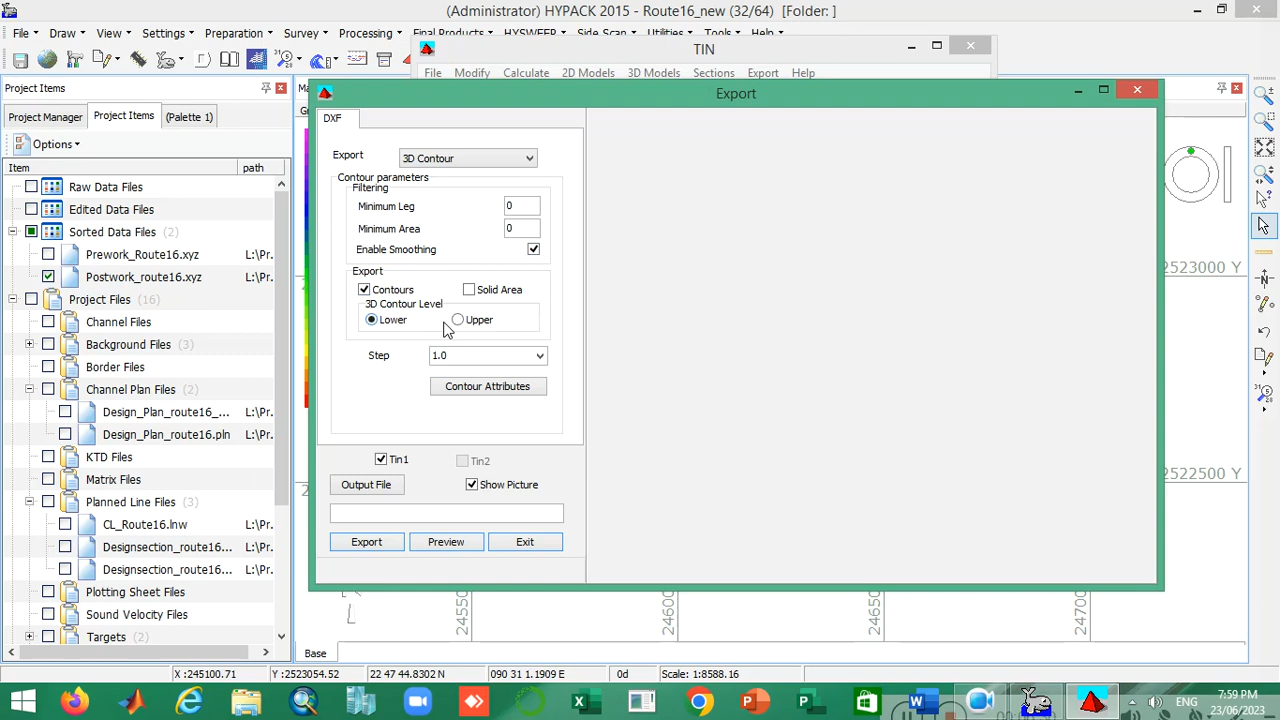 (Administrator) HYPACK 2015 - Route16_new (32/64)  [Folder: ]
File Draw View Settings Preparation Survey Processing Final Products HYSWEEP Side Scan Utilities Tools Help
TIN
File Modify Calculate 2D Models 3D Models Sections Export Help
Project Items
Project Manager Project Items (Palette 1)
Options
Item path
Raw Data Files
Edited Data Files
Sorted Data Files (2)
Prework_Route16.xyz L:\Pr.
Postwork_route16.xyz L:\Pr.
Project Files (16)
Channel Files
Background Files (3)
Border Files
Channel Plan Files (2)
Design_Plan_route16_... L:\Pr.
Design_Plan_route16.pln L:\Pr.
KTD Files
Matrix Files
Planned Line Files (3)
CL_Route16.lnw L:\Pr.
Designsection_route16... L:\Pr.
Designsection_route16... L:\Pr.
Plotting Sheet Files
Sound Velocity Files
Targets (2)
Export
DXF
Export 3D Contour
Contour parameters
Filtering
Minimum Leg 0
Minimum Area 0
Enable Smoothing
Export
Contours Solid Area
3D Contour Level
Lower Upper
Step 1.0
Contour Attributes
Tin1 Tin2
Output File Show Picture
Export Preview Exit
2523000 Y
2522500 Y
24550
24600
24650
24700
Base
X :245100.71 Y :2523054.52 22 47 44.8302 N 090 31 1.1909 E 0d Scale: 1:8588.16
ENG
7:59 PM
23/06/2023